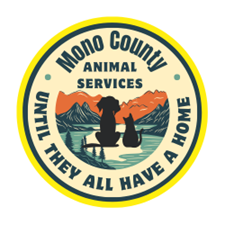 Mono County
ANIMAL
SERVICES
UNTIL THEY ALL HAVE A HOME